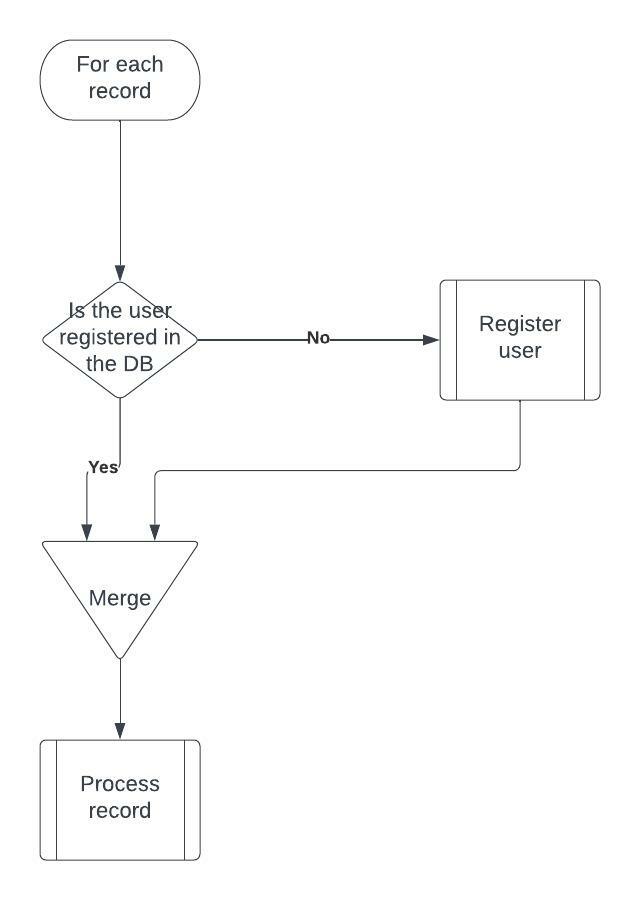 For each
record
Is the user
registered in
the DB
No
Register
user
Yes
Merge
Process
record